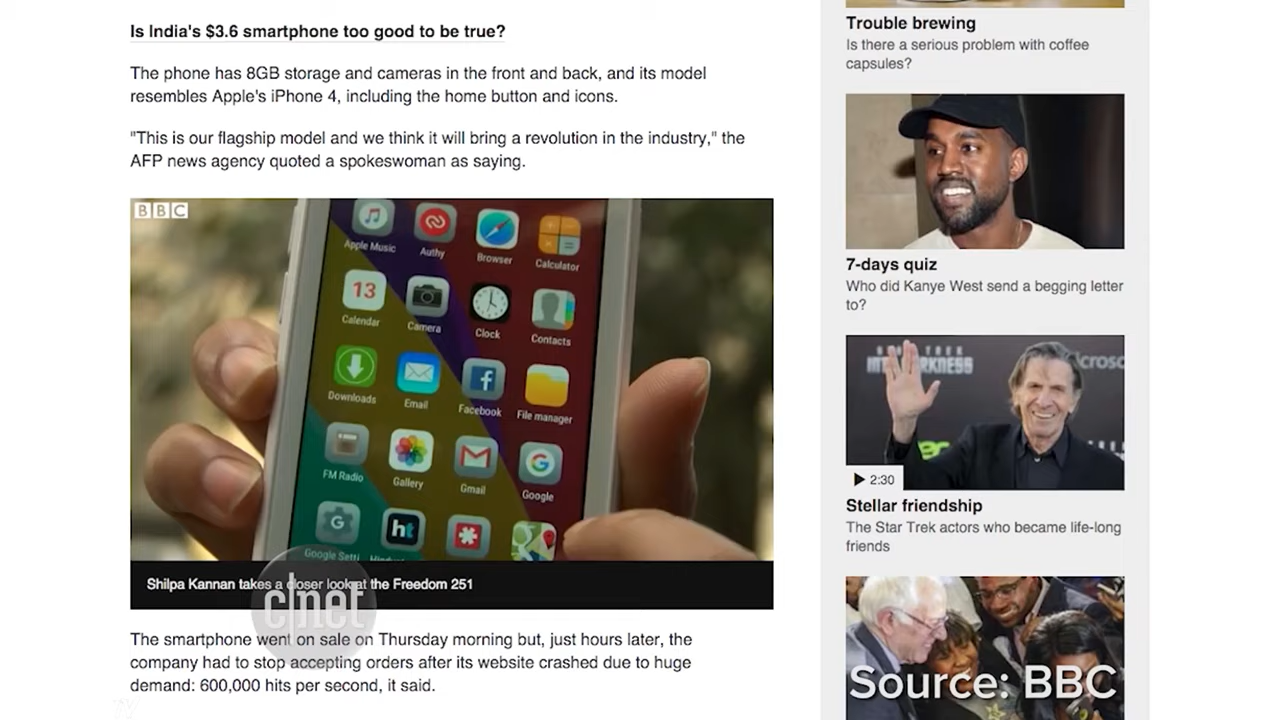 Is India's $3.6 smartphone too good to be true?
The phone has 8GB storage and cameras in the front and back, and its model
resembles Apple's iPhone 4, including the home button and icons.
"This is our flagship model and we think it will bring a revolution in the industry," the
AFP news agency quoted a spokeswoman as saying.
BBC
Apple Music
Authy
Browser
Calculator
13
Calendar
Camera
Clock
Contacts
Downloads
Email
Facebook
File manager
FM Radio
Gallery
Gmail
Google
ht
Google Setti
Shilpa Kannan takes a closer look at the Freedom 251
c|net
The smartphone went on sale on Thursday morning but, just hours later, the
company had to stop accepting orders after its website crashed due to huge
demand: 600,000 hits per second, it said.
Trouble brewing
Is there a serious problem with coffee
capsules?
7-days quiz
Who did Kanye West send a begging letter
to?
2:30
Stellar friendship
The Star Trek actors who became life-long
friends
Source: BBC